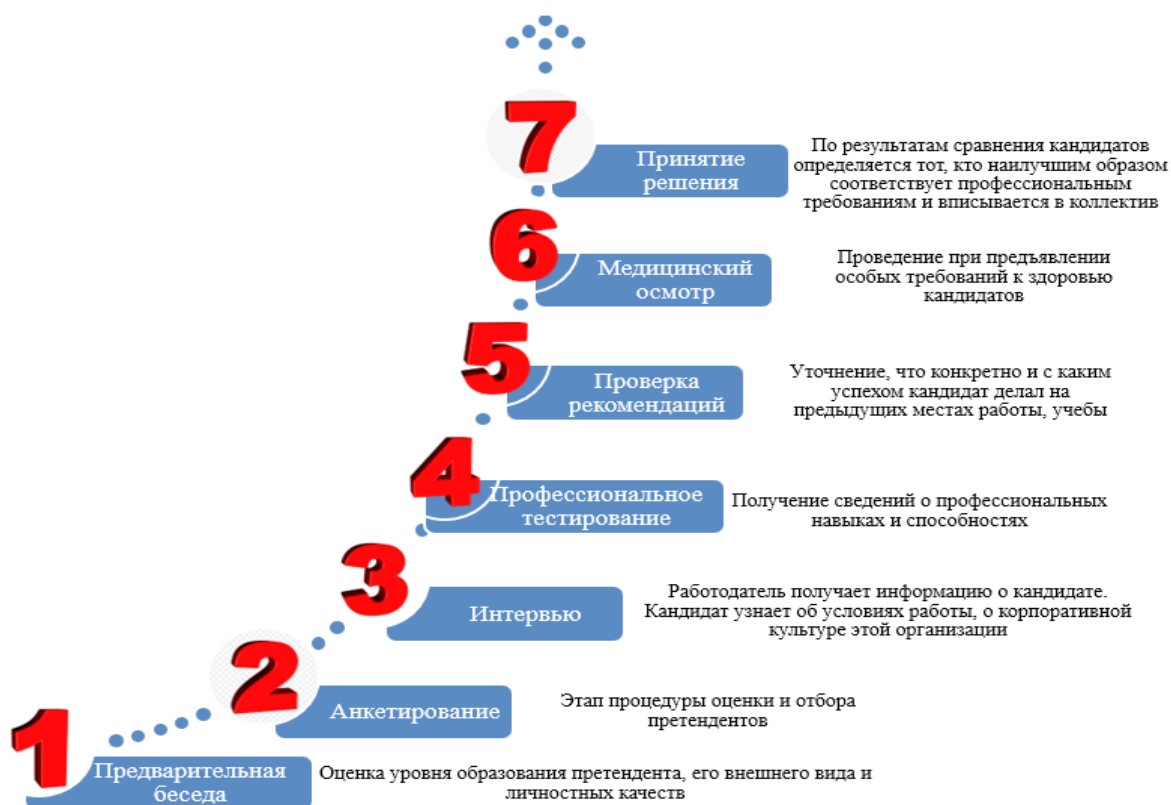 7
Принятие
решения
По результатам сравнения кандидатов
определяется тот, кто наилучшим образом
соответствует профессиональным
требованиям и вписывается в коллектив
6
Медицинский
осмотр
Проведение при предъявлении
особых требований к здоровью
кандидатов
5
Проверка
рекомендаций
Уточнение, что конкретно и с каким
успехом кандидат делал на
предыдущих местах работы, учебы
4
Профессиональное
тестирование
Получение сведений о профессиональных
навыках и способностях
3
Интервью
Работодатель получает информацию о кандидате.
Кандидат узнает об условиях работы, о корпоративной
культуре этой организации
2
Анкетирование
Этап процедуры оценки и отбора
претендентов
1
Предварительная
беседа
Оценка уровня образования претендента, его внешнего вида и
личностных качеств